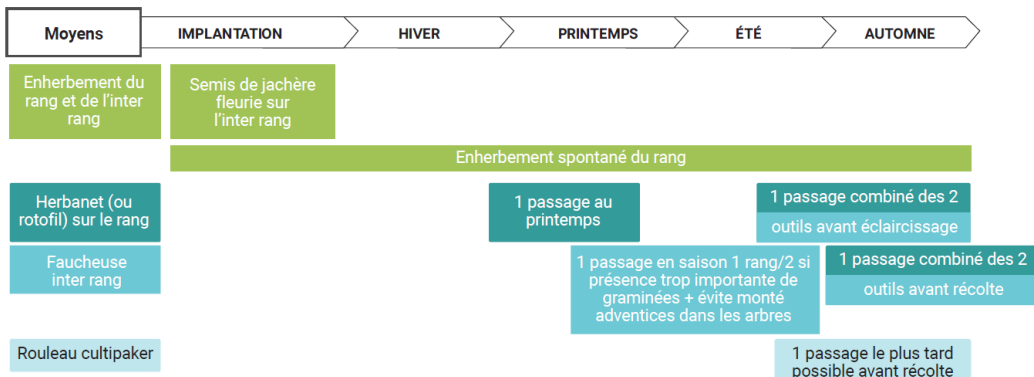 Moyens
IMPLANTATION
HIVER
PRINTEMPS
ÉTÉ
AUTOMNE
Enherbement du
rang et de l'inter
rang
Semis de jachère
fleurie sur
l'inter rang
Enherbement spontané du rang
Herbanet (ou
rotofil) sur le rang
1 passage au
printemps
1 passage combiné des 2
outils avant éclaircissage
Faucheuse
inter rang
1 passage en saison 1 rang/2 si
présence trop importante de
graminées + évite monté
adventices dans les arbres
1 passage combiné des 2
outils avant récolte
Rouleau cultipaker
1 passage le plus tard
possible avant récolte